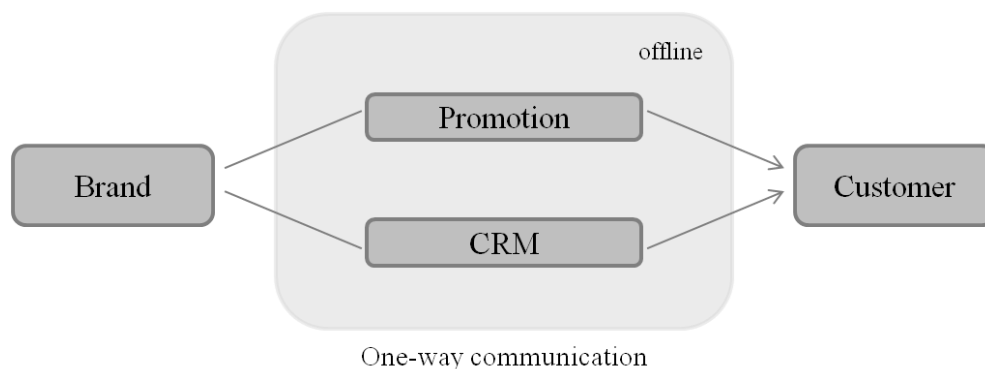 offline
Promotion
Brand
Customer
CRM
One-way communication